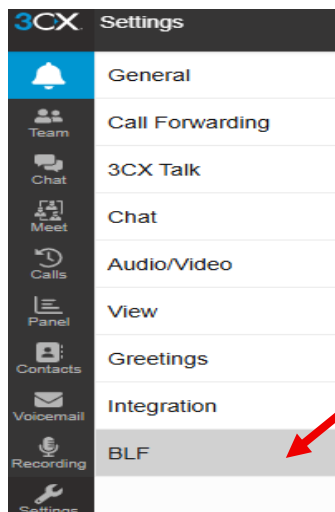 3CX Settings
General
Team
Call Forwarding
Chat
3CX Talk
Meet
Chat
Calls
Audio/Video
Panel
View
Contacts
Greetings
Voicemail
Integration
Recording
BLF
Settings